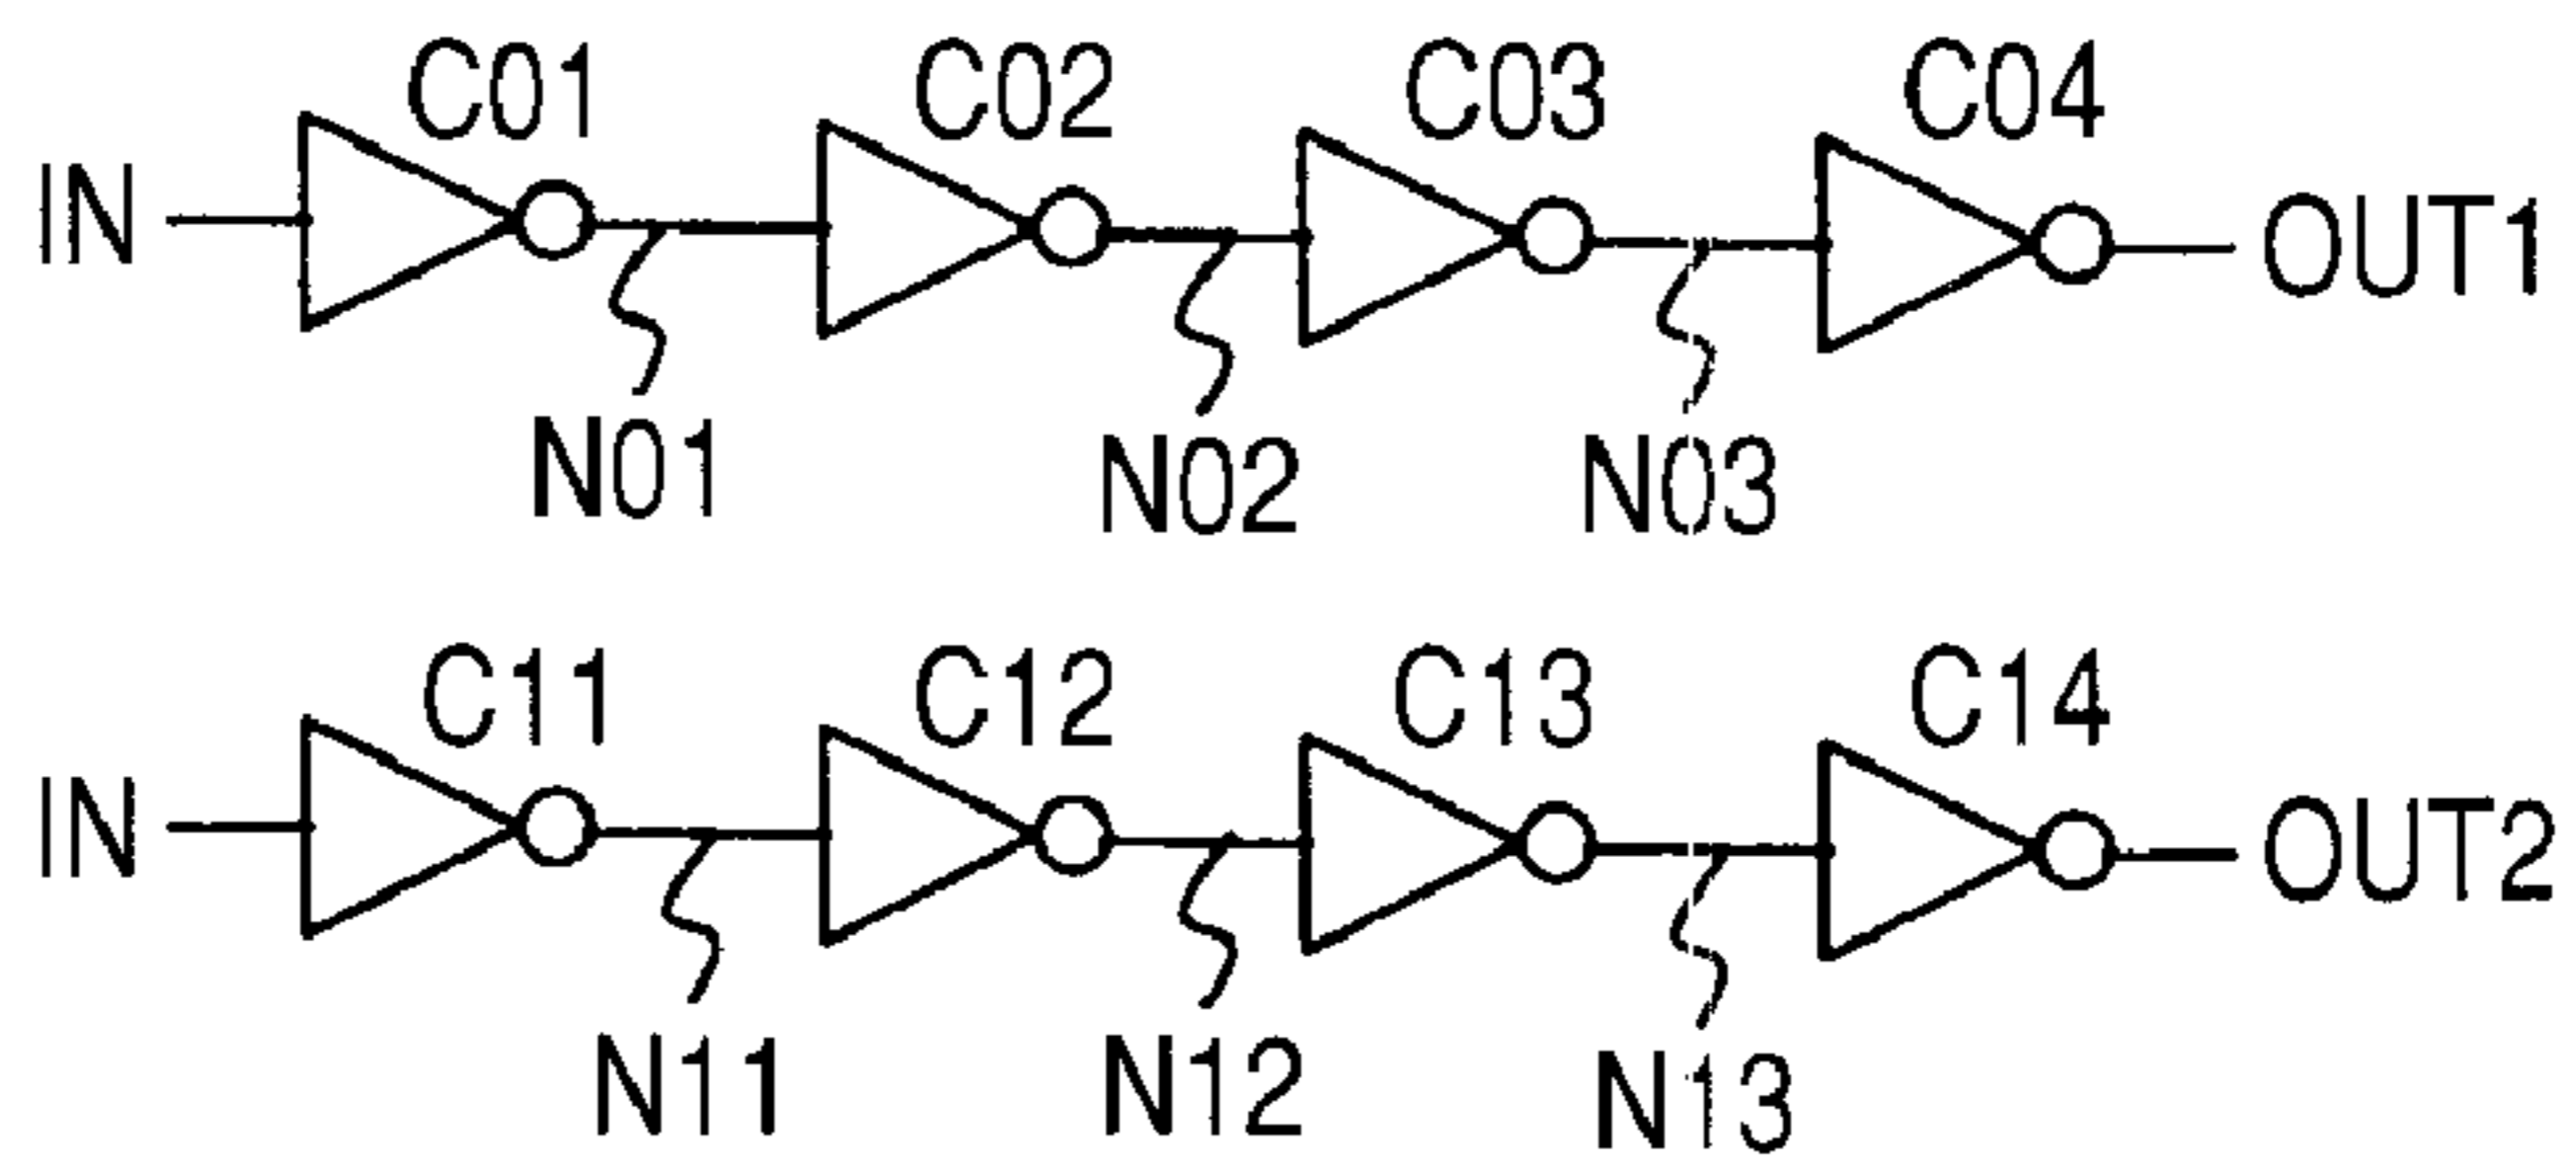 C01 C02 C03 C04
IN OUT1
N01 N02 N03
C11 C12 C13 C14
IN OUT2
N11 N12 N13